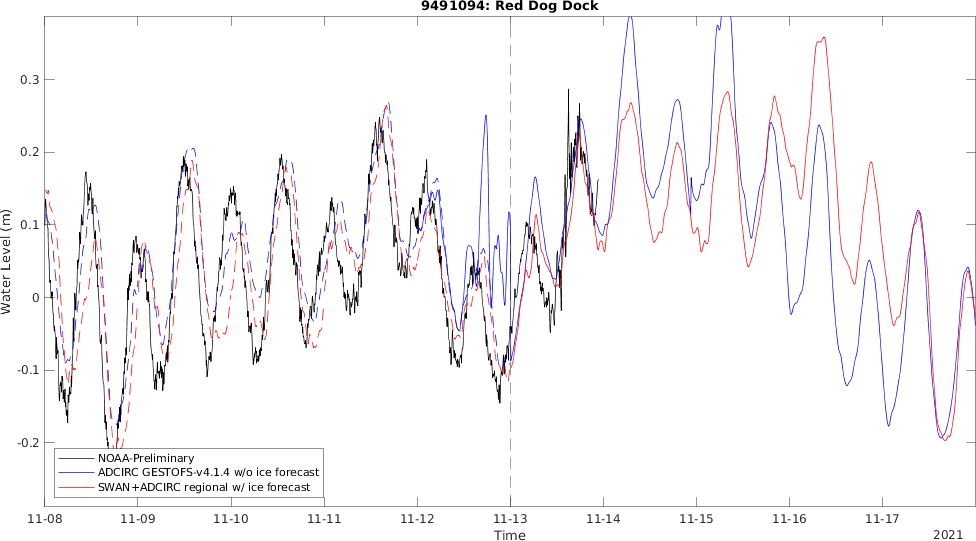 9491094: Red Dog Dock
Water Level (m)
0.3
0.2
0.1
0
-0.1
-0.2
NOAA-Preliminary
ADCIRC GESTOFS-v4.1.4 w/o ice forecast
SWAN+ADCIRC regional w/ ice forecast
11-08 11-09 11-10 11-11 11-12 11-13 11-14 11-15 11-16 11-17
Time
2021